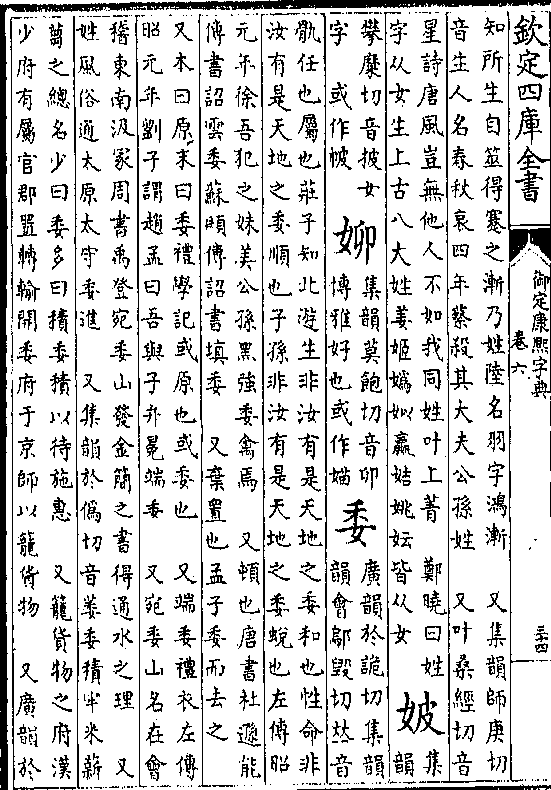 欽定四庫全書
御定康熙字典
卷六
三十四
知所生自筮得蹇之漸乃姓陸名羽字鴻漸　又集韻師庚切
音生人名春秋哀四年蔡殺其大夫公孫姓　又叶桑經切音
星詩唐風豈無他人不如我同姓叶上菁　鄭曉曰姓
字从女生上古八大姓姜姬嬀姒嬴姞姚妘皆从女
集
韻
攀糜切音披女
字　或作帔
㚹
集韻莫飽切音卯
博雅好也或作媌
委
廣韻於詭切集韻
韻會鄔毀切𠀤音
骫任也屬也莊子知北遊生非汝有是天地之委和也性命非
汝有是天地之委順也子孫非汝有是天地之委蛻也左傳昭
元年徐吾犯之妹美公孫黑強委禽焉　又頓也唐書杜遜能
傳書詔雲委蘇頲傳詔書填委　又棄置也孟子委而去之
又本曰原末曰委禮學記或原也或委也　又端委禮衣左傳
昭元年劉子謂趙孟曰吾與子弁冕端委　又宛委山名在會
稽東南汲冢周書禹登宛委山發金簡之書得通水之理　又
姓風俗通太原太守委進　又集韻於僞切音萎委積牢米薪
芻之總名少曰委多曰積委積以待施惠　又籠貨物之府漢
少府有屬官郡置轉輸開委府于京師以籠貨物　又廣韻於